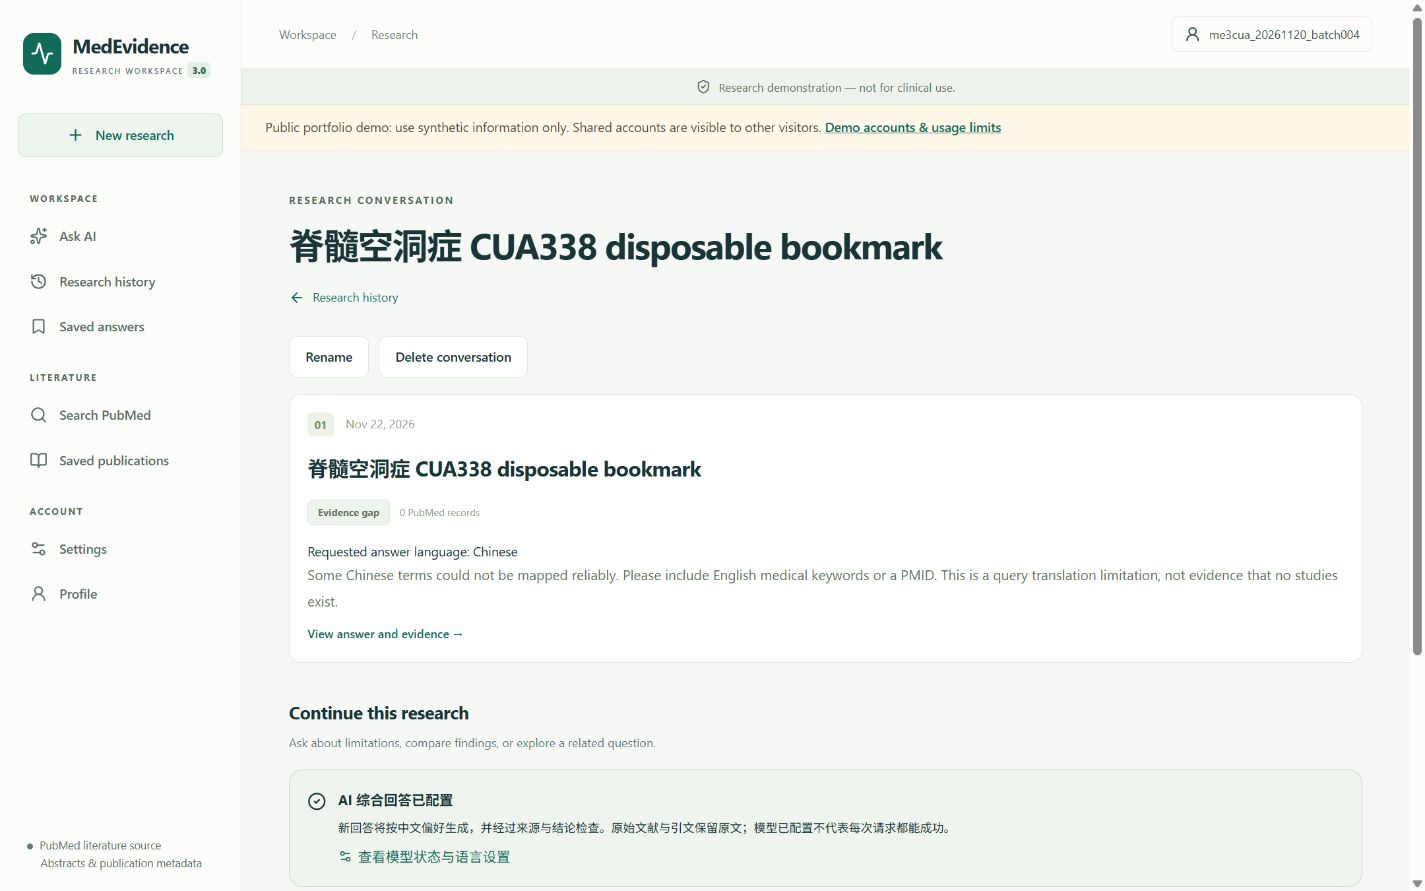 MedEvidence
RESEARCH WORKSPACE 3.0
New research
WORKSPACE
Ask AI
Research history
Saved answers
LITERATURE
Search PubMed
Saved publications
ACCOUNT
Settings
Profile
PubMed literature source
Abstracts & publication metadata
Workspace / Research
me3cua_20261120_batch004
Research demonstration — not for clinical use.
Public portfolio demo: use synthetic information only. Shared accounts are visible to other visitors. Demo accounts & usage limits
RESEARCH CONVERSATION
脊髓空洞症 CUA338 disposable bookmark
← Research history
Rename Delete conversation
01 Nov 22, 2026
脊髓空洞症 CUA338 disposable bookmark
Evidence gap 0 PubMed records
Requested answer language: Chinese
Some Chinese terms could not be mapped reliably. Please include English medical keywords or a PMID. This is a query translation limitation, not evidence that no studies
exist.
View answer and evidence →
Continue this research
Ask about limitations, compare findings, or explore a related question.
AI 综合回答已配置
新回答将按中文偏好生成，并经过来源与结论检查。原始文献与引文保留原文；模型已配置不代表每次请求都能成功。
查看模型状态与语言设置